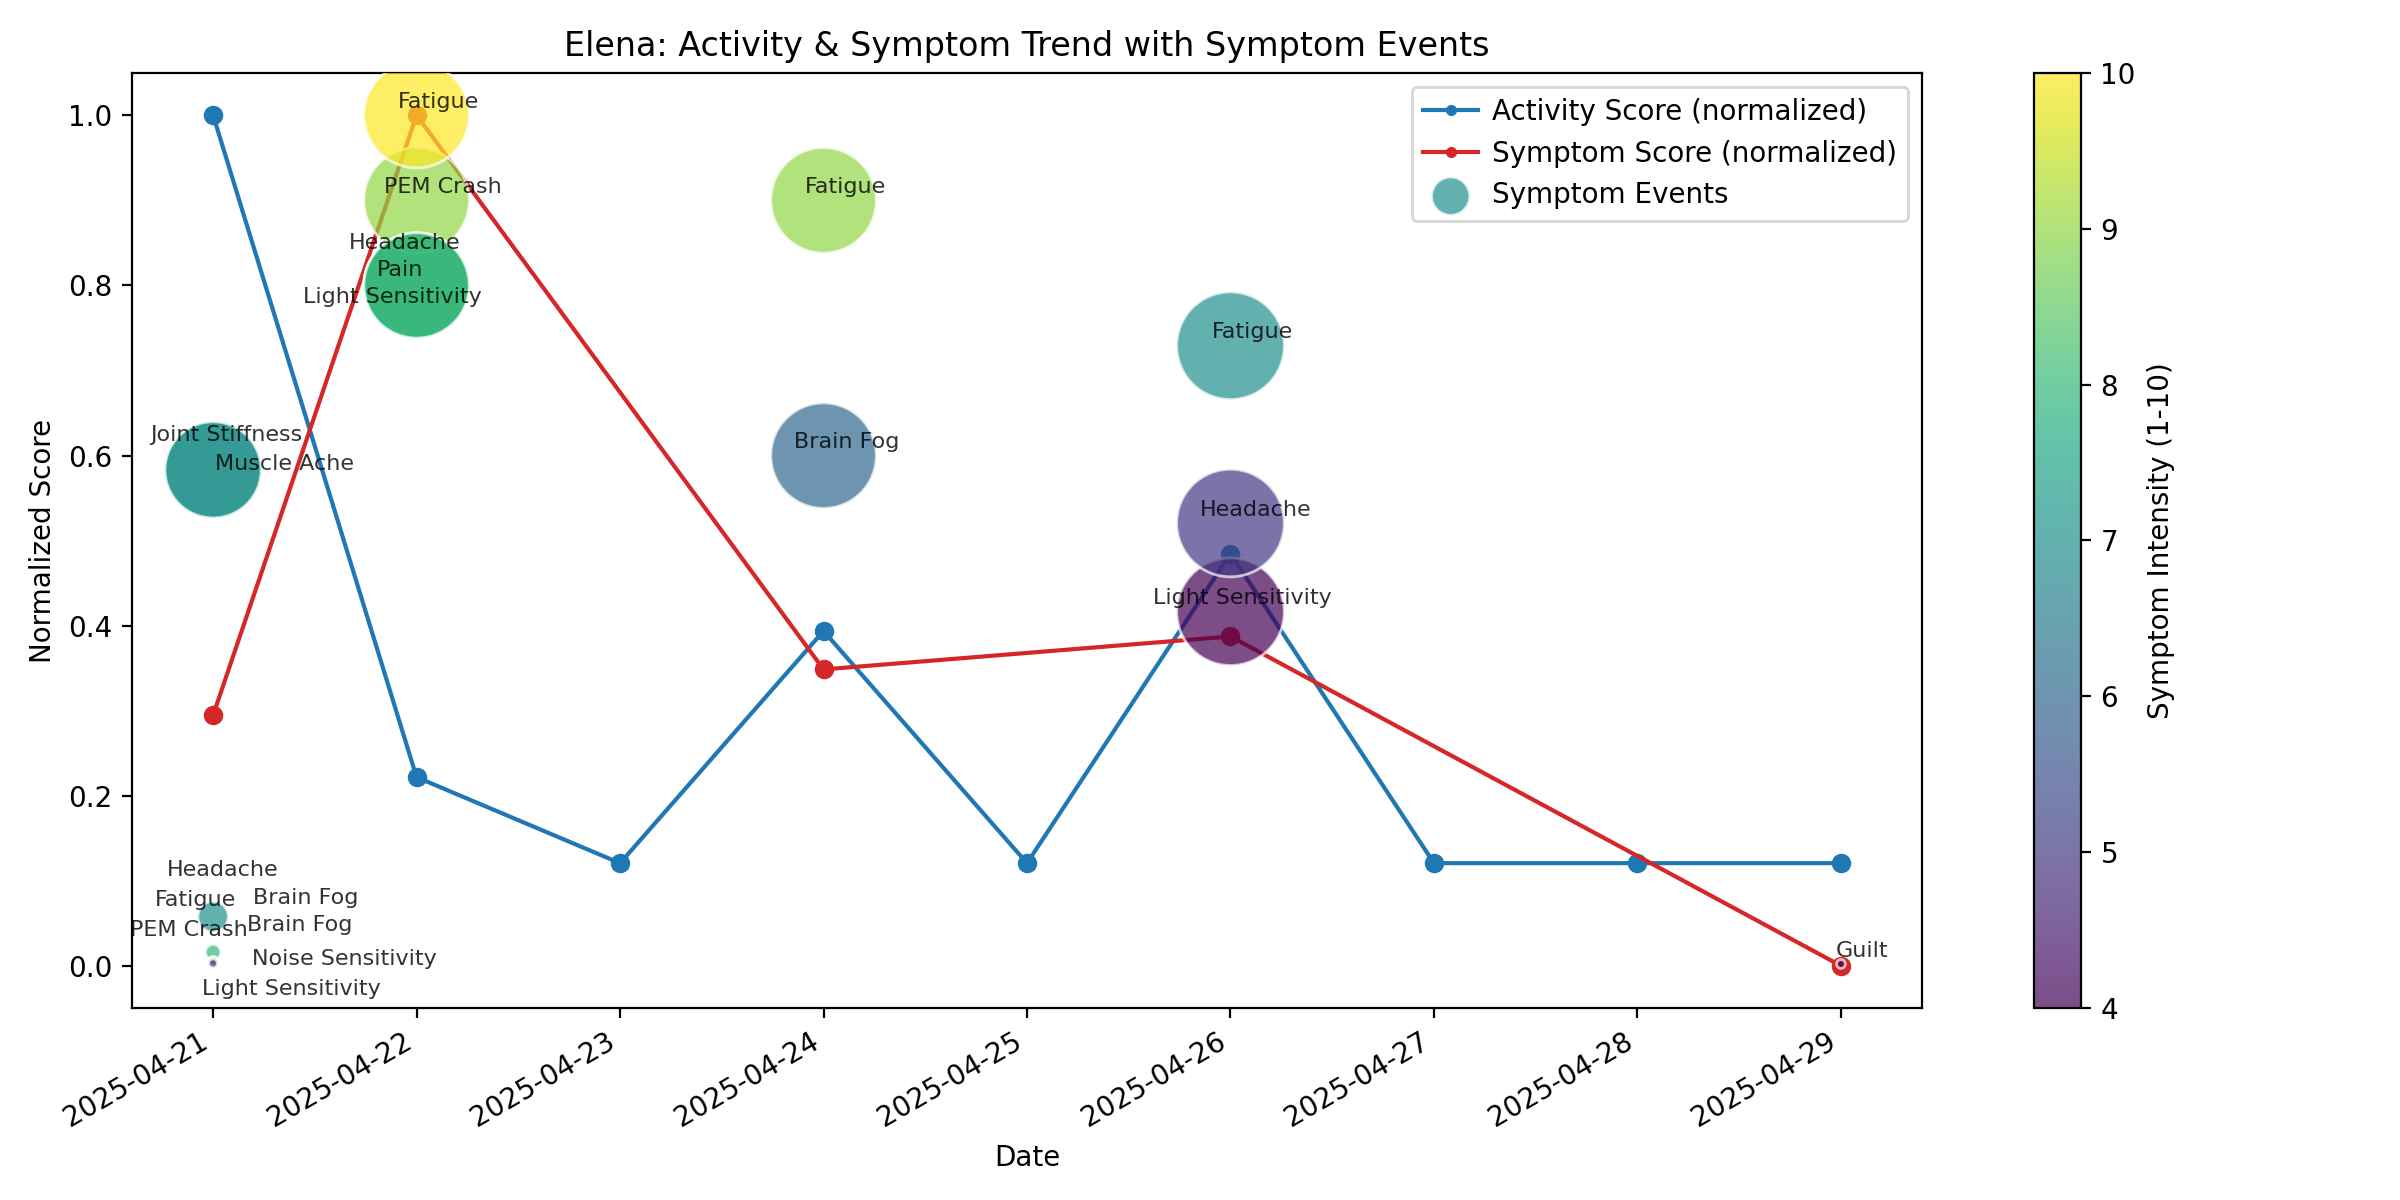 Elena: Activity & Symptom Trend with Symptom Events
Activity Score (normalized)
Symptom Score (normalized)
Symptom Events
Normalized Score
1.0
0.8
0.6
0.4
0.2
0.0
Fatigue
PEM Crash
Headache
Pain
Light Sensitivity
Fatigue
Brain Fog
Fatigue
Headache
Light Sensitivity
Joint Stiffness
Muscle Ache
Headache
Fatigue
Brain Fog
PEM Crash
Brain Fog
Noise Sensitivity
Light Sensitivity
Guilt
2025-04-21
2025-04-22
2025-04-23
2025-04-24
2025-04-25
2025-04-26
2025-04-27
2025-04-28
2025-04-29
Date
10
9
8
7
6
5
4
Symptom Intensity (1-10)